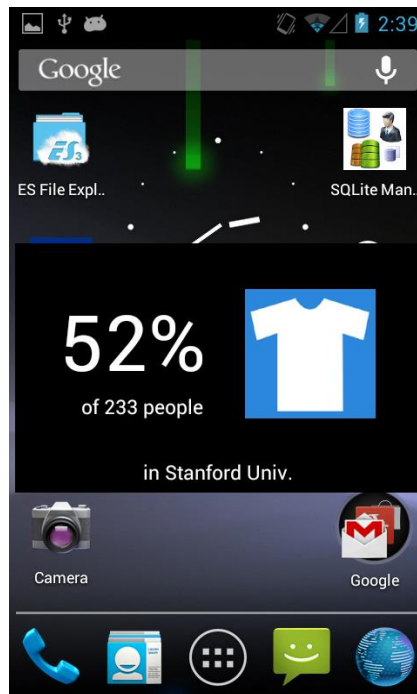 2:39
Google
ES File Expl..
SQLite Man..
52%
of 233 people
in Stanford Univ.
Camera
Google